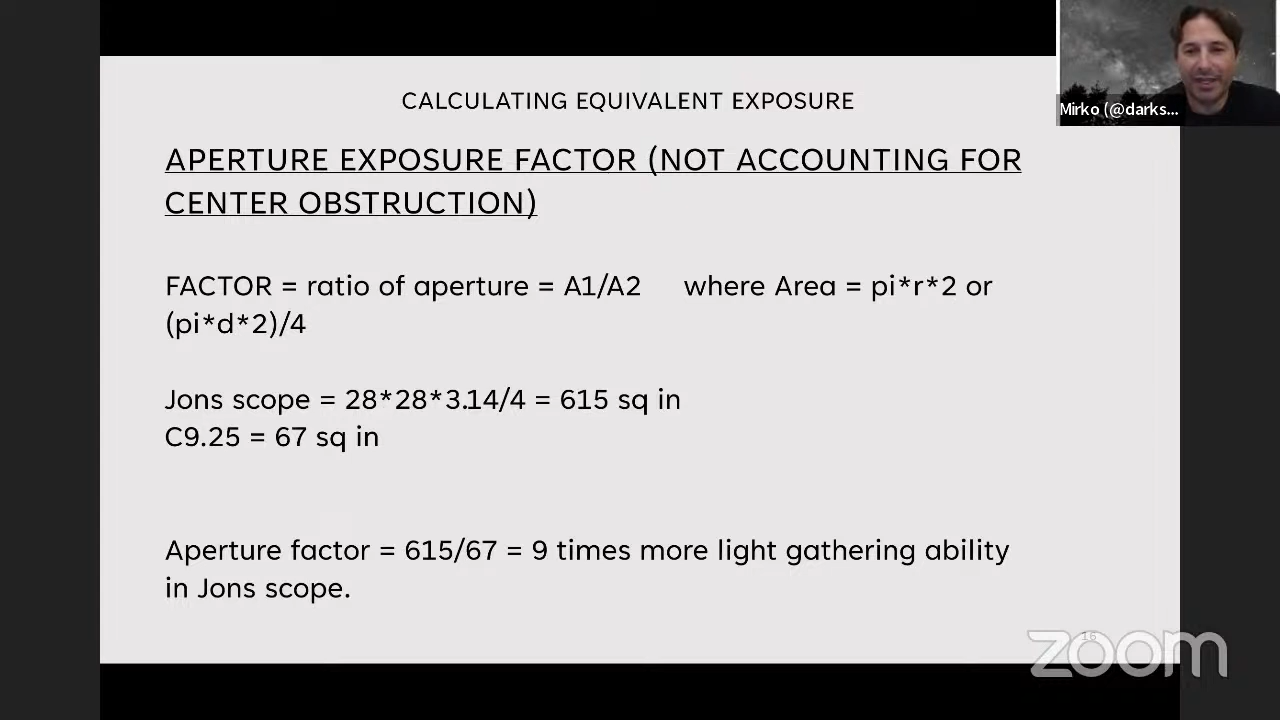 CALCULATING EQUIVALENT EXPOSURE
APERTURE EXPOSURE FACTOR (NOT ACCOUNTING FOR
CENTER OBSTRUCTION)
FACTOR = ratio of aperture = A1/A2 where Area = pi*r*2 or
(pi*d*2)/4
Jons scope = 28*28*3.14/4 = 615 sq in
C9.25 = 67 sq in
Aperture factor = 615/67 = 9 times more light gathering ability
in Jons scope.
16
Mirko (@darks...
zoom